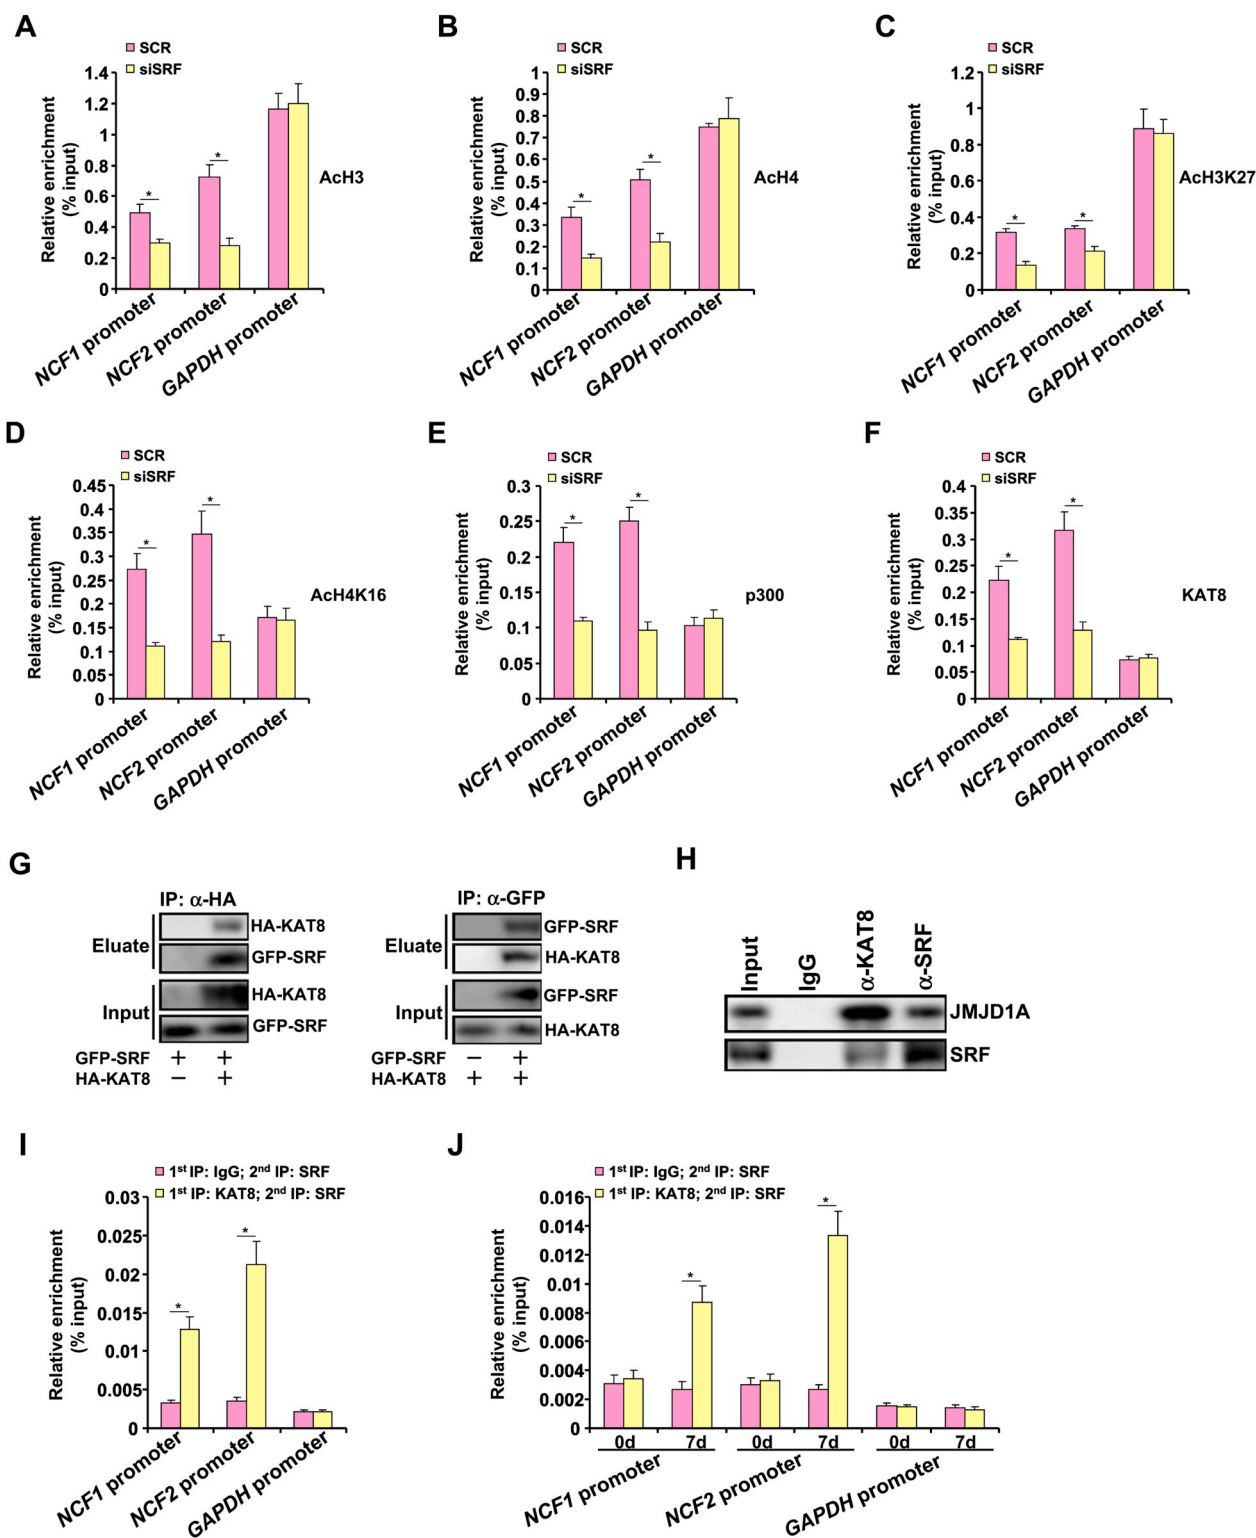 A
SCR
siSRF
Relative enrichment
(% input)
1.4
1.2
1
0.8
0.6
0.4
0.2
0
*
*
AcH3
NCF1 promoter
NCF2 promoter
GAPDH promoter
B
SCR
siSRF
Relative enrichment
(% input)
1
0.9
0.8
0.7
0.6
0.5
0.4
0.3
0.2
0.1
0
*
*
AcH4
NCF1 promoter
NCF2 promoter
GAPDH promoter
C
SCR
siSRF
Relative enrichment
(% input)
1.2
1
0.8
0.6
0.4
0.2
0
*
*
AcH3K27
NCF1 promoter
NCF2 promoter
GAPDH promoter
D
SCR
siSRF
Relative enrichment
(% input)
0.45
0.4
0.35
0.3
0.25
0.2
0.15
0.1
0.05
0
*
*
AcH4K16
NCF1 promoter
NCF2 promoter
GAPDH promoter
E
SCR
siSRF
Relative enrichment
(% input)
0.3
0.25
0.2
0.15
0.1
0.05
0
*
*
p300
NCF1 promoter
NCF2 promoter
GAPDH promoter
F
SCR
siSRF
Relative enrichment
(% input)
0.4
0.35
0.3
0.25
0.2
0.15
0.1
0.05
0
*
*
KAT8
NCF1 promoter
NCF2 promoter
GAPDH promoter
G
IP: α-HA
Eluate
HA-KAT8
GFP-SRF
Input
HA-KAT8
GFP-SRF
GFP-SRF + +
HA-KAT8 − +
IP: α-GFP
Eluate
GFP-SRF
HA-KAT8
Input
GFP-SRF
HA-KAT8
GFP-SRF − +
HA-KAT8 + +
H
Input
IgG
α-KAT8
α-SRF
JMJD1A
SRF
I
1st IP: IgG; 2nd IP: SRF
1st IP: KAT8; 2nd IP: SRF
Relative enrichment
(% input)
0.03
0.025
0.02
0.015
0.01
0.005
0
*
*
NCF1 promoter
NCF2 promoter
GAPDH promoter
J
1st IP: IgG; 2nd IP: SRF
1st IP: KAT8; 2nd IP: SRF
Relative enrichment
(% input)
0.016
0.014
0.012
0.01
0.008
0.006
0.004
0.002
0
*
*
0d 7d 0d 7d 0d 7d
NCF1 promoter
NCF2 promoter
GAPDH promoter